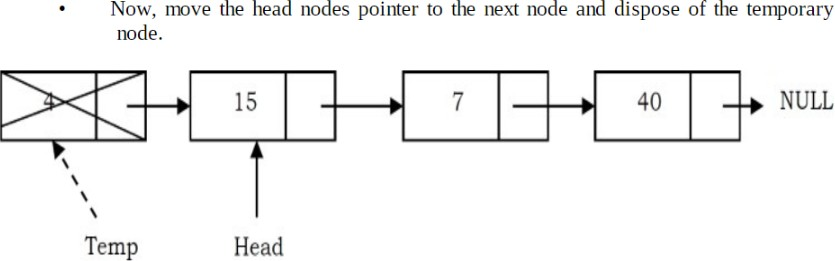 • Now, move the head nodes pointer to the next node and dispose of the temporary
node.
4 15 7 40 NULL
Temp Head